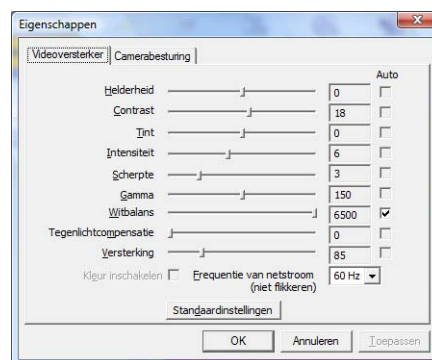 Eigenschappen
Videoversterker Camerabesturing
Auto
Helderheid 0
Contrast 18
Tint 0
Intensiteit 6
Scherpte 3
Gamma 150
Witbalans 6500
Tegenlichtcompensatie 0
Versterking 85
Kleur inschakelen Frequentie van netstroom 60 Hz
(niet flikkeren)
Standaardinstellingen
OK Annuleren Toepassen